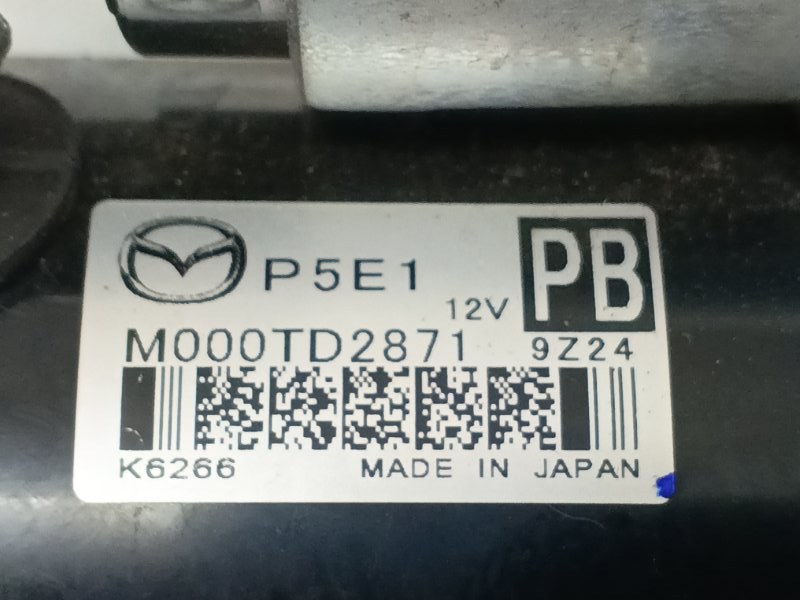 P5E1
12V
PB
M000TD2871
9Z24
K6266
MADE IN JAPAN